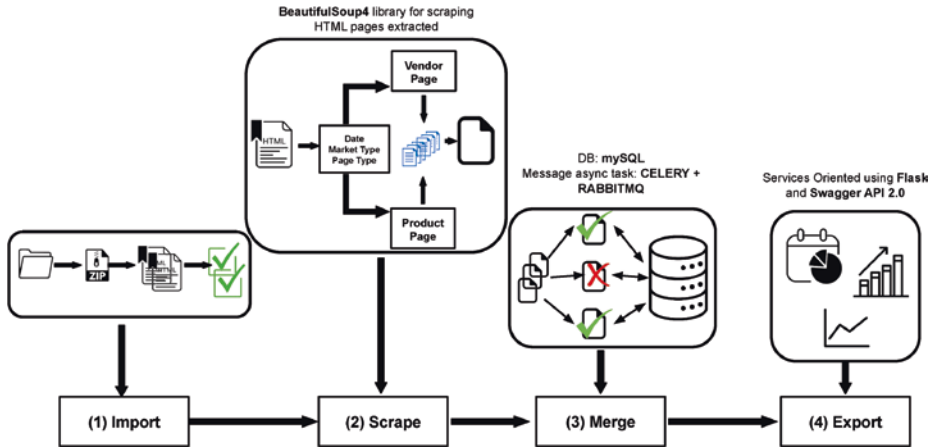 BeautifulSoup4 library for scraping
HTML pages extracted
Vendor
Page
HTML
Date
Market Type
Page Type
Product
Page
DB: mySQL
Message async task: CELERY +
RABBITMQ
Services Oriented using Flask
and Swagger API 2.0
ZIP
HTML
(1) Import
(2) Scrape
(3) Merge
(4) Export